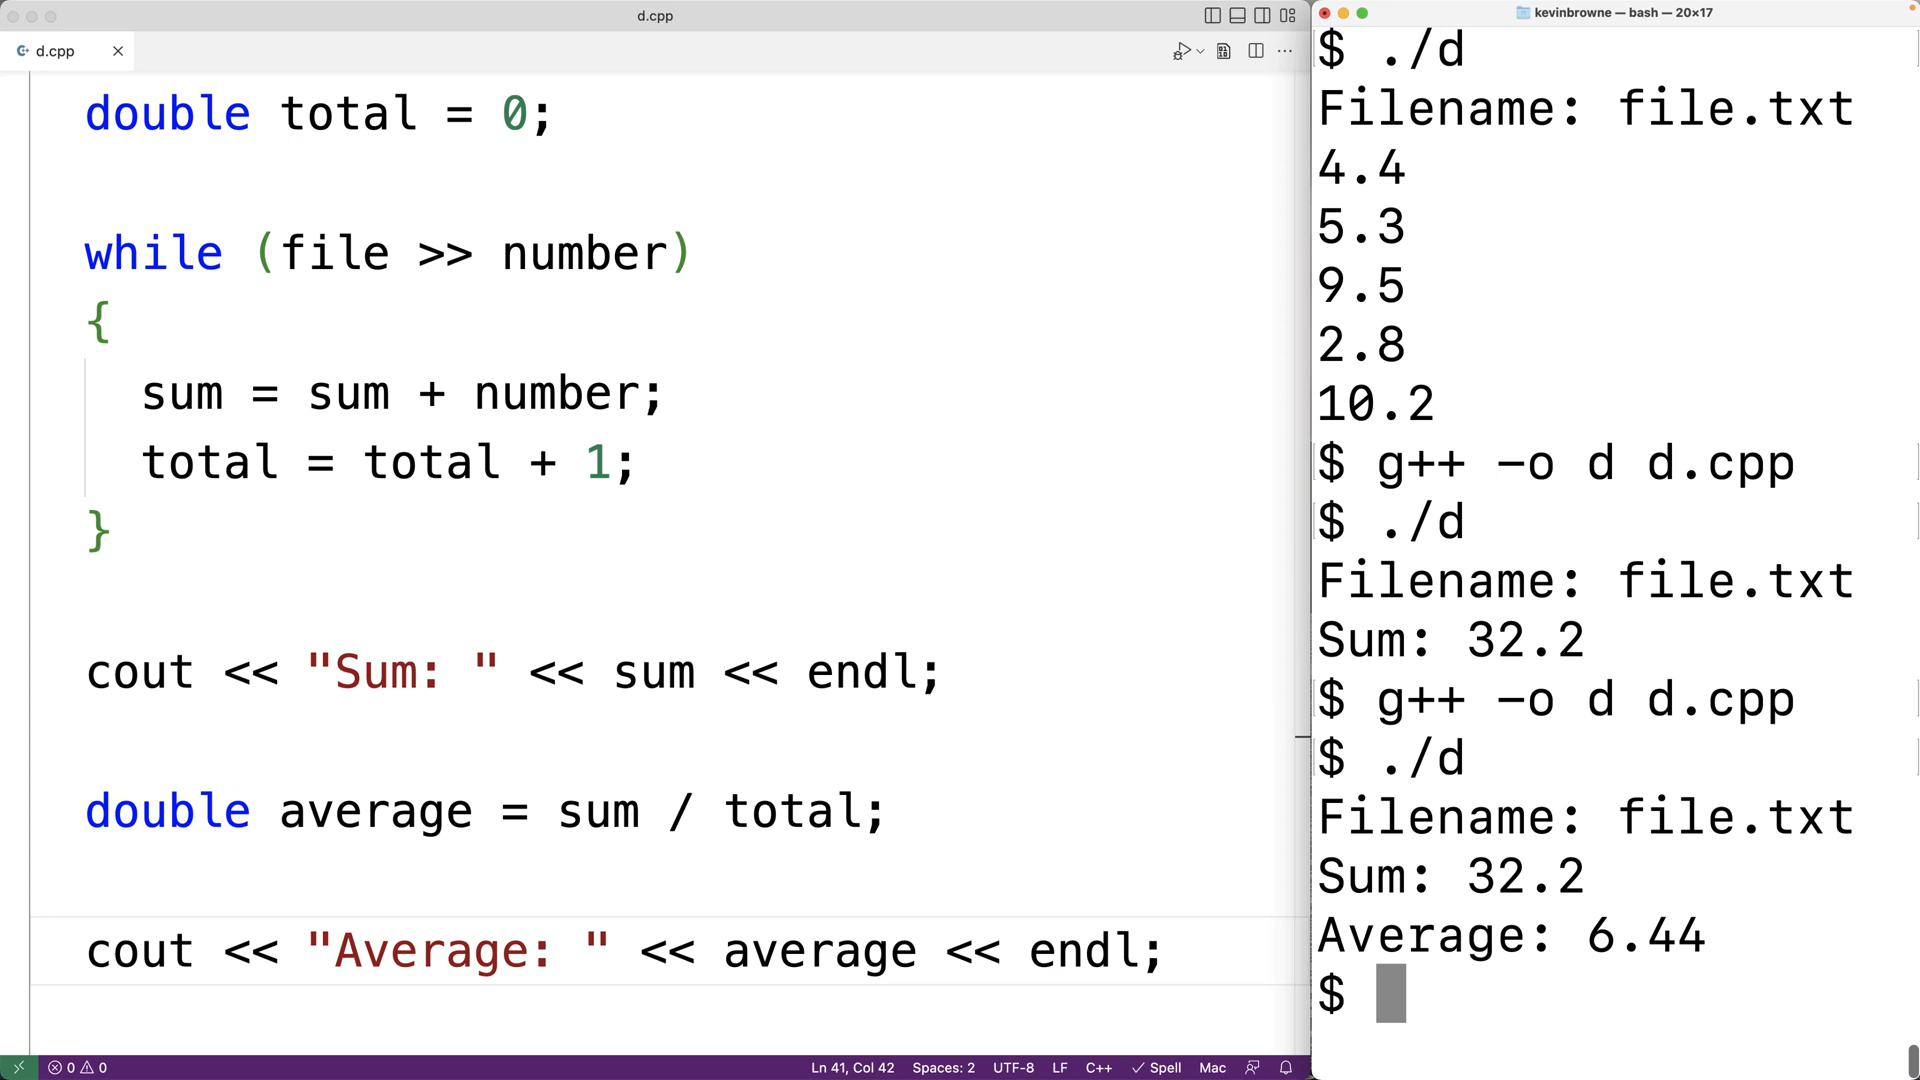 d.cpp
d.cpp
double total = 0;
while (file >> number)
{
sum = sum + number;
total = total + 1;
}
cout << "Sum: " << sum << endl;
double average = sum / total;
cout << "Average: " << average << endl;
0 0
Ln 41, Col 42 Spaces: 2 UTF-8 LF C++ Spell Mac
kevinbrowne — bash — 20×17
$ ./d
Filename: file.txt
4.4
5.3
9.5
2.8
10.2
$ g++ -o d d.cpp
$ ./d
Filename: file.txt
Sum: 32.2
$ g++ -o d d.cpp
$ ./d
Filename: file.txt
Sum: 32.2
Average: 6.44
$